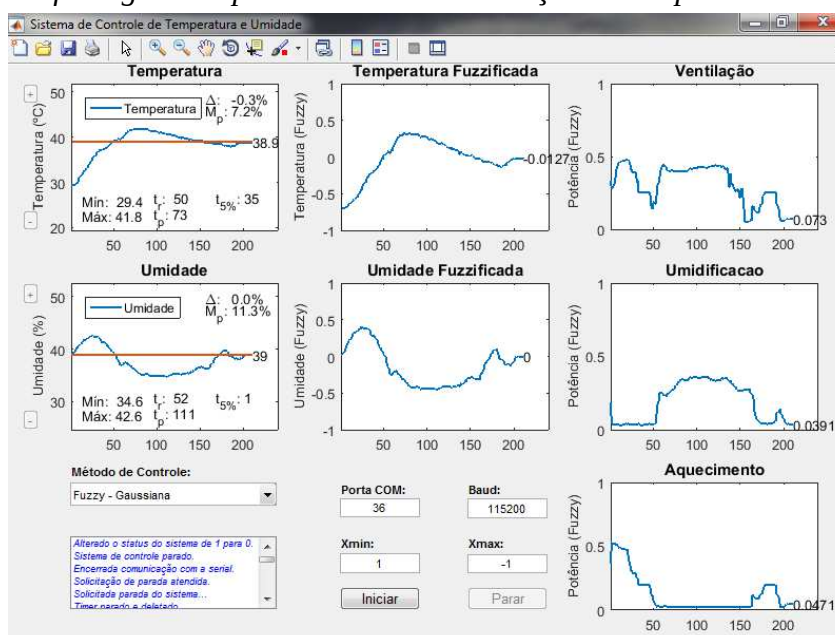 Sistema de Controle de Temperatura e Umidade
Temperatura
Temperatura (ºC)
50
40
30
20
Temperatura
Δ: -0.3%
Mp: 7.2%
38.9
Mín: 29.4 tr: 50 t5%: 35
Máx: 41.8 tp: 73
50 100 150 200
+
-
Temperatura Fuzzificada
Temperatura (Fuzzy)
1
0.5
0
-0.5
-1
-0.0127
50 100 150 200
Ventilação
Potência (Fuzzy)
1
0.5
0
0.073
50 100 150 200
Umidade
Umidade (%)
50
40
30
Umidade
Δ: 0.0%
Mp: 11.3%
39
Mín: 34.6 tr: 52 t5%: 1
Máx: 42.6 tp: 111
50 100 150 200
+
-
Umidade Fuzzificada
Umidade (Fuzzy)
1
0.5
0
-0.5
-1
0
50 100 150 200
Umidificacao
Potência (Fuzzy)
1
0.5
0
0.0391
50 100 150 200
Método de Controle:
Fuzzy - Gaussiana
Alterado o status do sistema de 1 para 0.
Sistema de controle parado.
Encerrada comunicação com a serial.
Solicitação de parada atendida.
Solicitada parada do sistema...
Timer parado e deletado
Porta COM:
36
Baud:
115200
Xmin:
1
Xmax:
-1
Iniciar
Parar
Aquecimento
Potência (Fuzzy)
1
0.5
0
0.0471
50 100 150 200